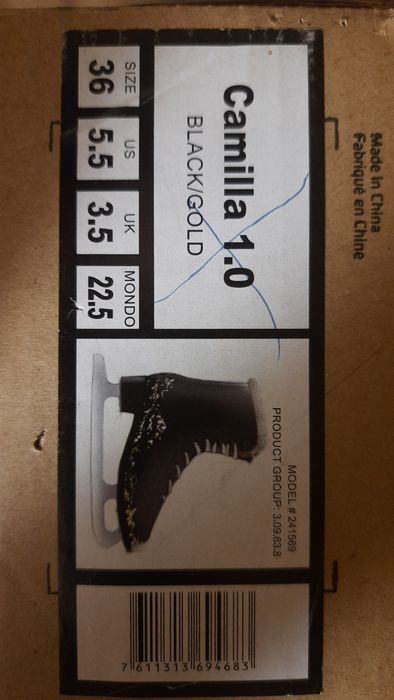 Made in China
Fabriqué en Chine
Camilla 1.0
BLACK/GOLD
SIZE
36
US
5.5
UK
3.5
MONDO
22.5
MODEL # 241569
PRODUCT GROUP: 3.09.63.8
7 611313 694683